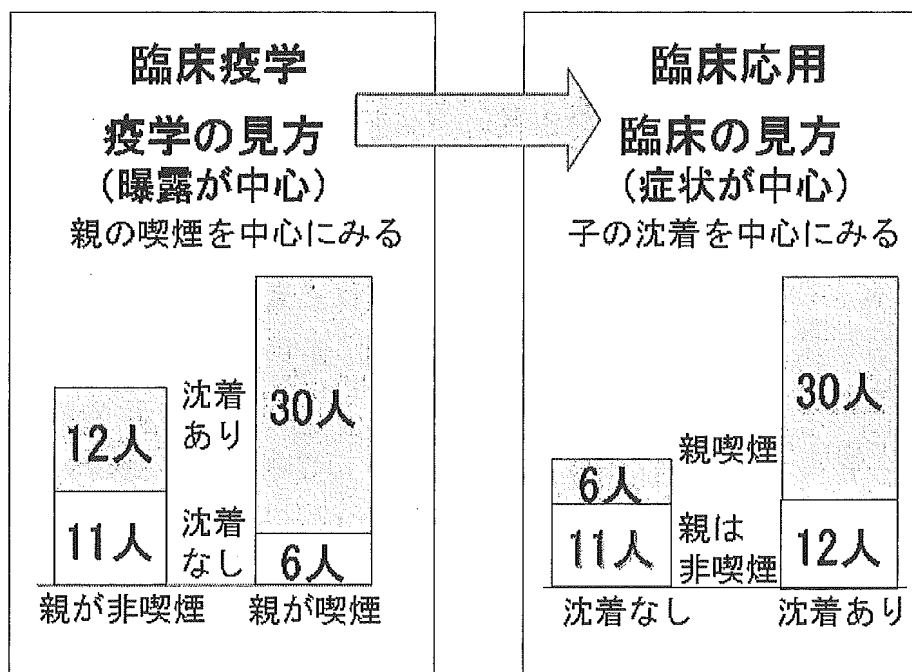 臨床疫学
疫学の見方
(曝露が中心)
親の喫煙を中心にみる
12人
11人
沈着
あり
沈着
なし
30人
6人
親が非喫煙
親が喫煙
臨床応用
臨床の見方
(症状が中心)
子の沈着を中心にみる
6人
11人
親喫煙
親は
非喫煙
30人
12人
沈着なし
沈着あり